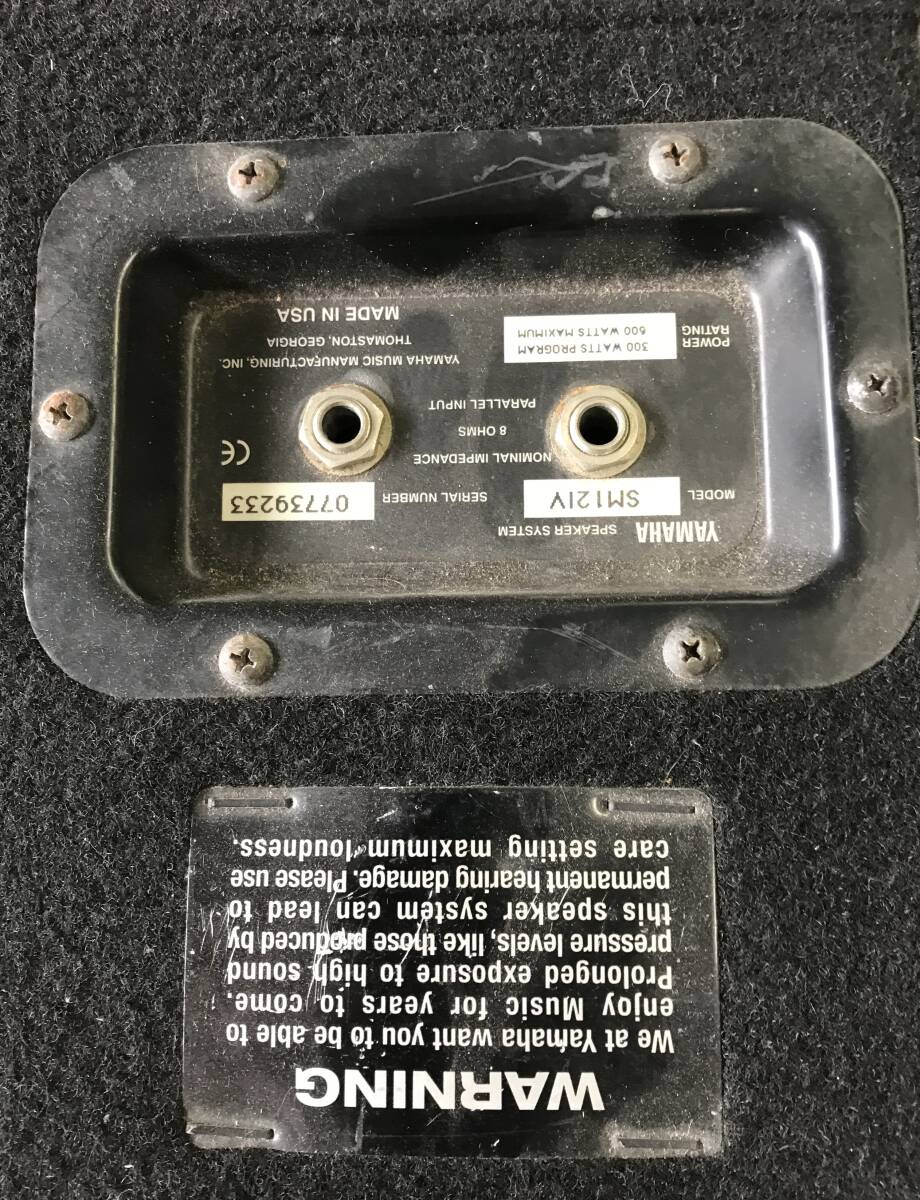 WARNING
We at Yamaha want you to be able to
enjoy Music for years to come.
Prolonged exposure to high sound
pressure levels, like those produced by
this speaker system can lead to
permanent hearing damage. Please use
care setting maximum loudness.
YAMAHA SPEAKER SYSTEM
MODEL SM12IV SERIAL NUMBER 07739233
NOMINAL IMPEDANCE
8 OHMS
PARALLEL INPUT
CE
POWER RATING
300 WATTS PROGRAM
600 WATTS MAXIMUM
YAMAHA MUSIC MANUFACTURING, INC.
THOMASTON, GEORGIA
MADE IN USA